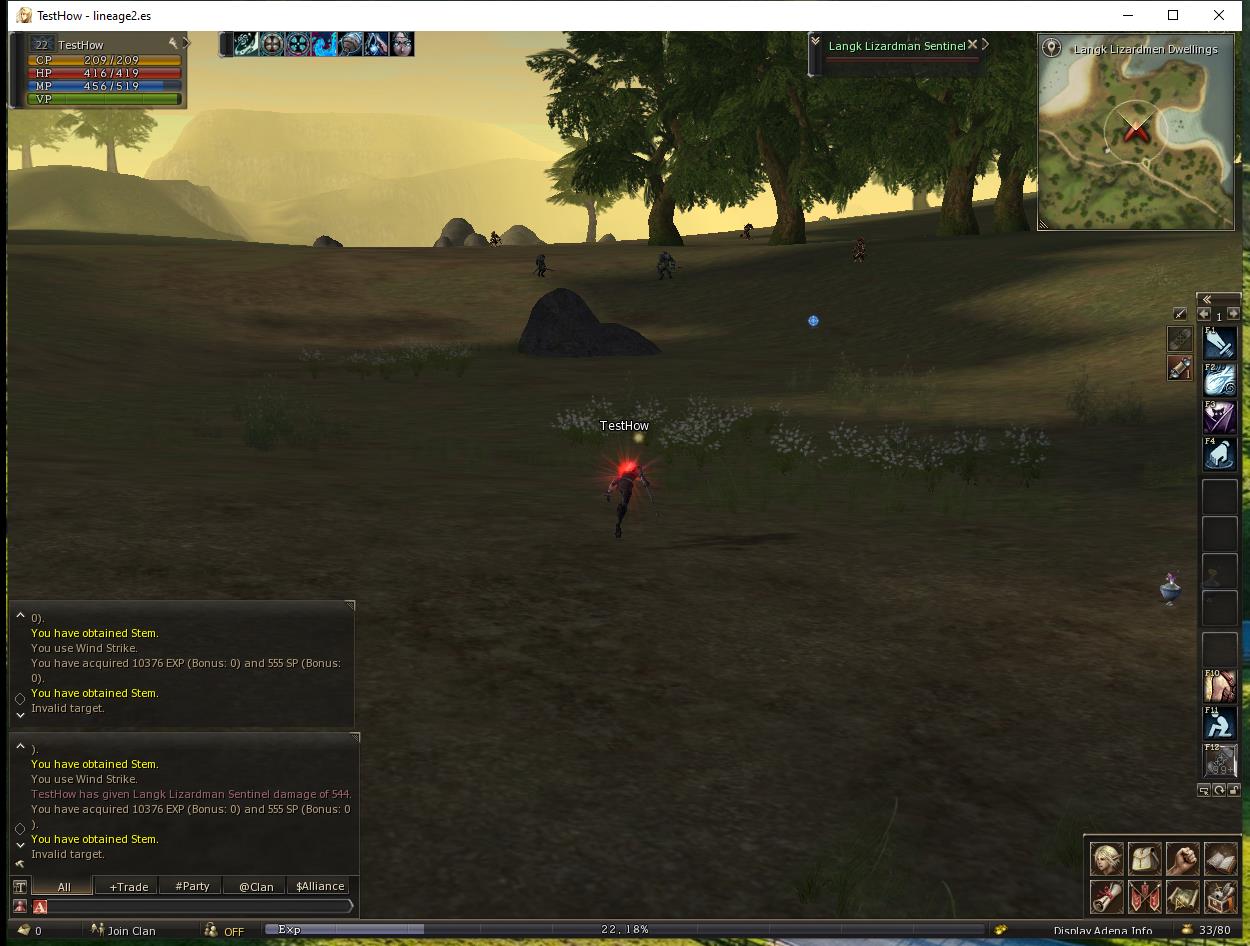 TestHow - lineage2.es
22 TestHow
CP 209/209
HP 416/419
MP 456/519
VP
Langk Lizardman Sentinel
Langk Lizardmen Dwellings
1
F1
F2
F3
F4
1
TestHow
0).
You have obtained Stem.
You use Wind Strike.
You have acquired 10376 EXP (Bonus: 0) and 555 SP (Bonus:
0).
You have obtained Stem.
Invalid target.
).
You have obtained Stem.
You use Wind Strike.
TestHow has given Langk Lizardman Sentinel damage of 544.
You have acquired 10376 EXP (Bonus: 0) and 555 SP (Bonus: 0
).
You have obtained Stem.
Invalid target.
F10
F11
F12
99+
T All +Trade #Party @Clan $Alliance
A
0 Join Clan OFF Exp 22,18% Display Adena Info 33/80